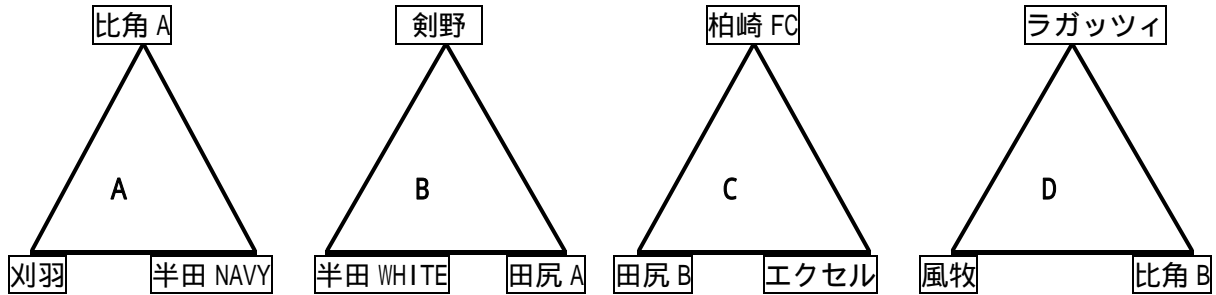 比角 A 剣野 柏崎 FC ラガッツィ
A B C D
刈羽 半田 NAVY 半田 WHITE 田尻 A 田尻 B エクセル 風牧 比角 B